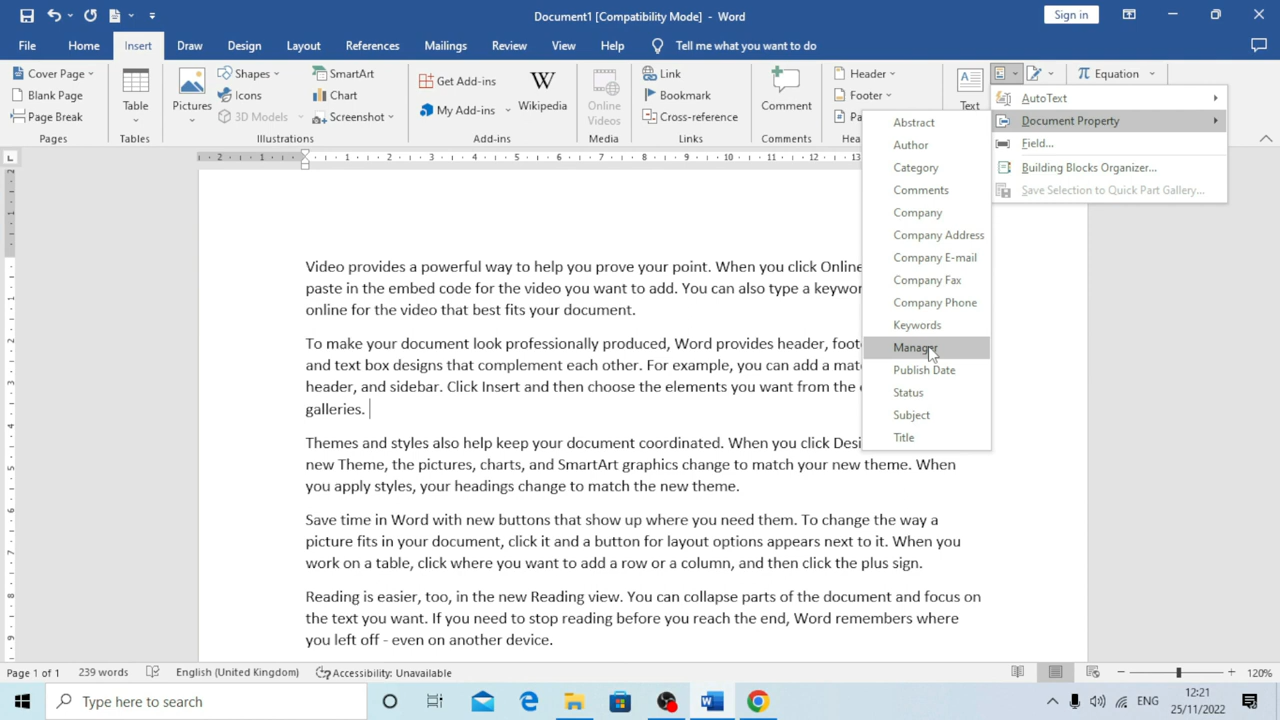 Document1 [Compatibility Mode] - Word
Sign in
File Home Insert Draw Design Layout References Mailings Review View Help Tell me what you want to do
Cover Page
Blank Page
Page Break
Pages
Table
Tables
Pictures
Shapes
Icons
3D Models
SmartArt
Chart
Screenshot
Illustrations
Get Add-ins
My Add-ins
Wikipedia
Add-ins
Online
Videos
Media
Link
Bookmark
Cross-reference
Links
Comment
Comments
Header
Footer
Text
Equation
AutoText
Document Property
Field...
Building Blocks Organizer...
Save Selection to Quick Part Gallery...
Abstract
Author
Category
Comments
Company
Company Address
Company E-mail
Company Fax
Company Phone
Keywords
Manager
Publish Date
Status
Subject
Title
2 1 1 2 3 4 5 6 7 8 9 10 11 12 13
Video provides a powerful way to help you prove your point. When you click Online
paste in the embed code for the video you want to add. You can also type a
online for the video that best fits your document.
To make your document look professionally produced, Word provides header,
and text box designs that complement each other. For example, you can add a
header, and sidebar. Click Insert and then choose the elements you want from the
galleries.
Themes and styles also help keep your document coordinated. When you click
new Theme, the pictures, charts, and SmartArt graphics change to match your new theme. When
you apply styles, your headings change to match the new theme.
Save time in Word with new buttons that show up where you need them. To change the way a
picture fits in your document, click it and a button for layout options appears next to it. When you
work on a table, click where you want to add a row or a column, and then click the plus sign.
Reading is easier, too, in the new Reading view. You can collapse parts of the document and focus on
the text you want. If you need to stop reading before you reach the end, Word remembers where
you left off - even on another device.
Page 1 of 1 239 words English (United Kingdom) Accessibility: Unavailable 120%
Type here to search
ENG
12:21
25/11/2022